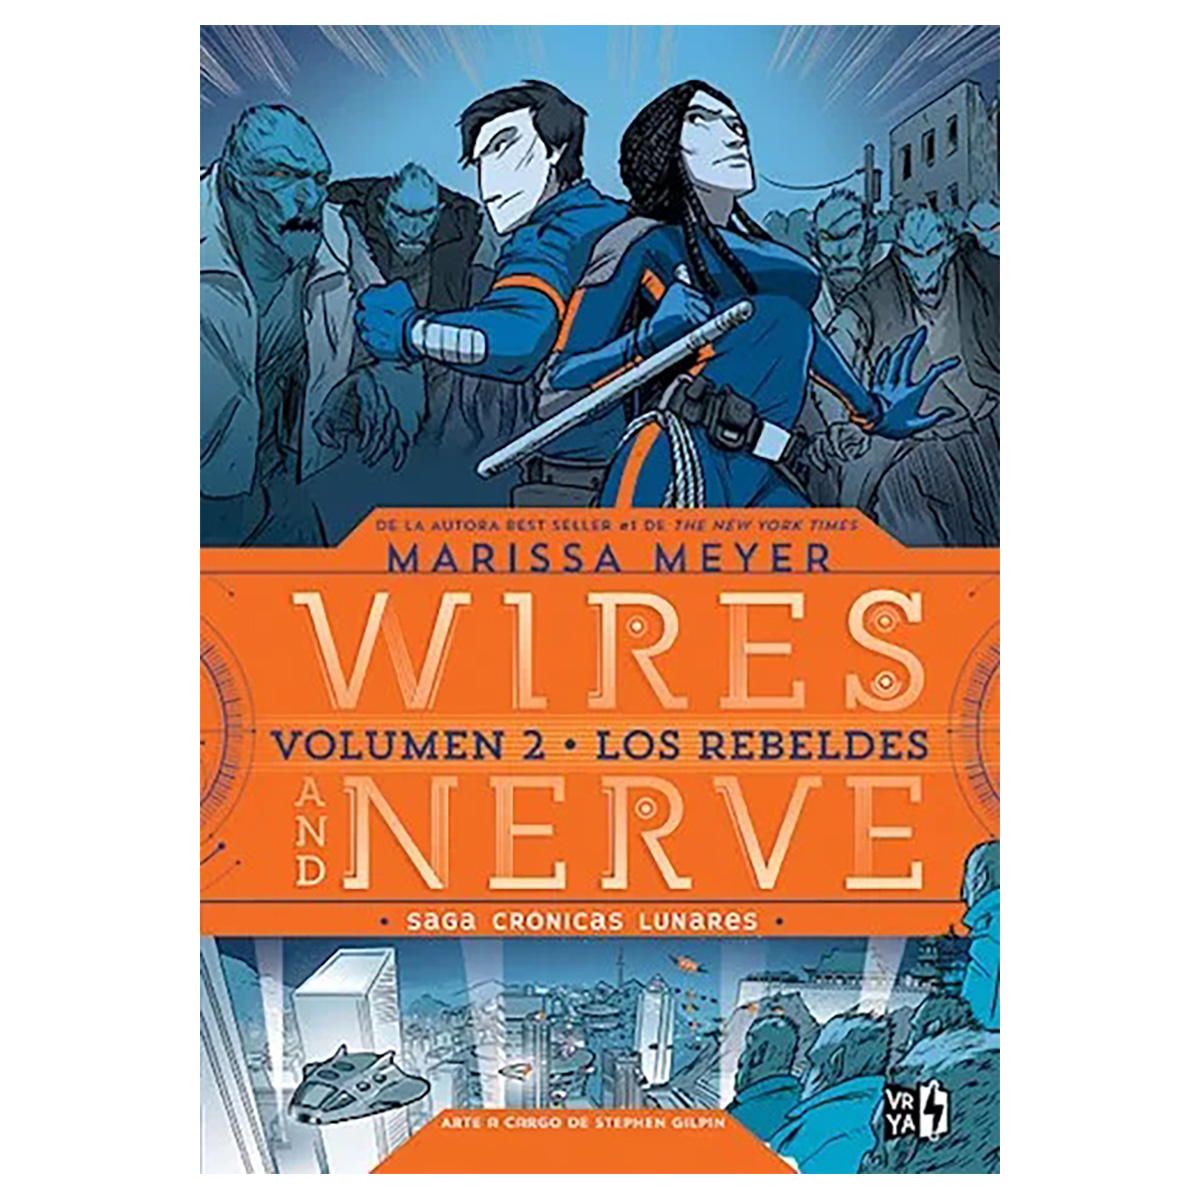 DE LA AUTORA BEST SELLER #1 DE THE NEW YORK TIMES
MARISSA MEYER
WIRES
VOLUMEN 2 • LOS REBELDES
AND NERVE
• SAGA CRÓNICAS LUNARES •
ARTE A CARGO DE STEPHEN GILPIN
VR
YA